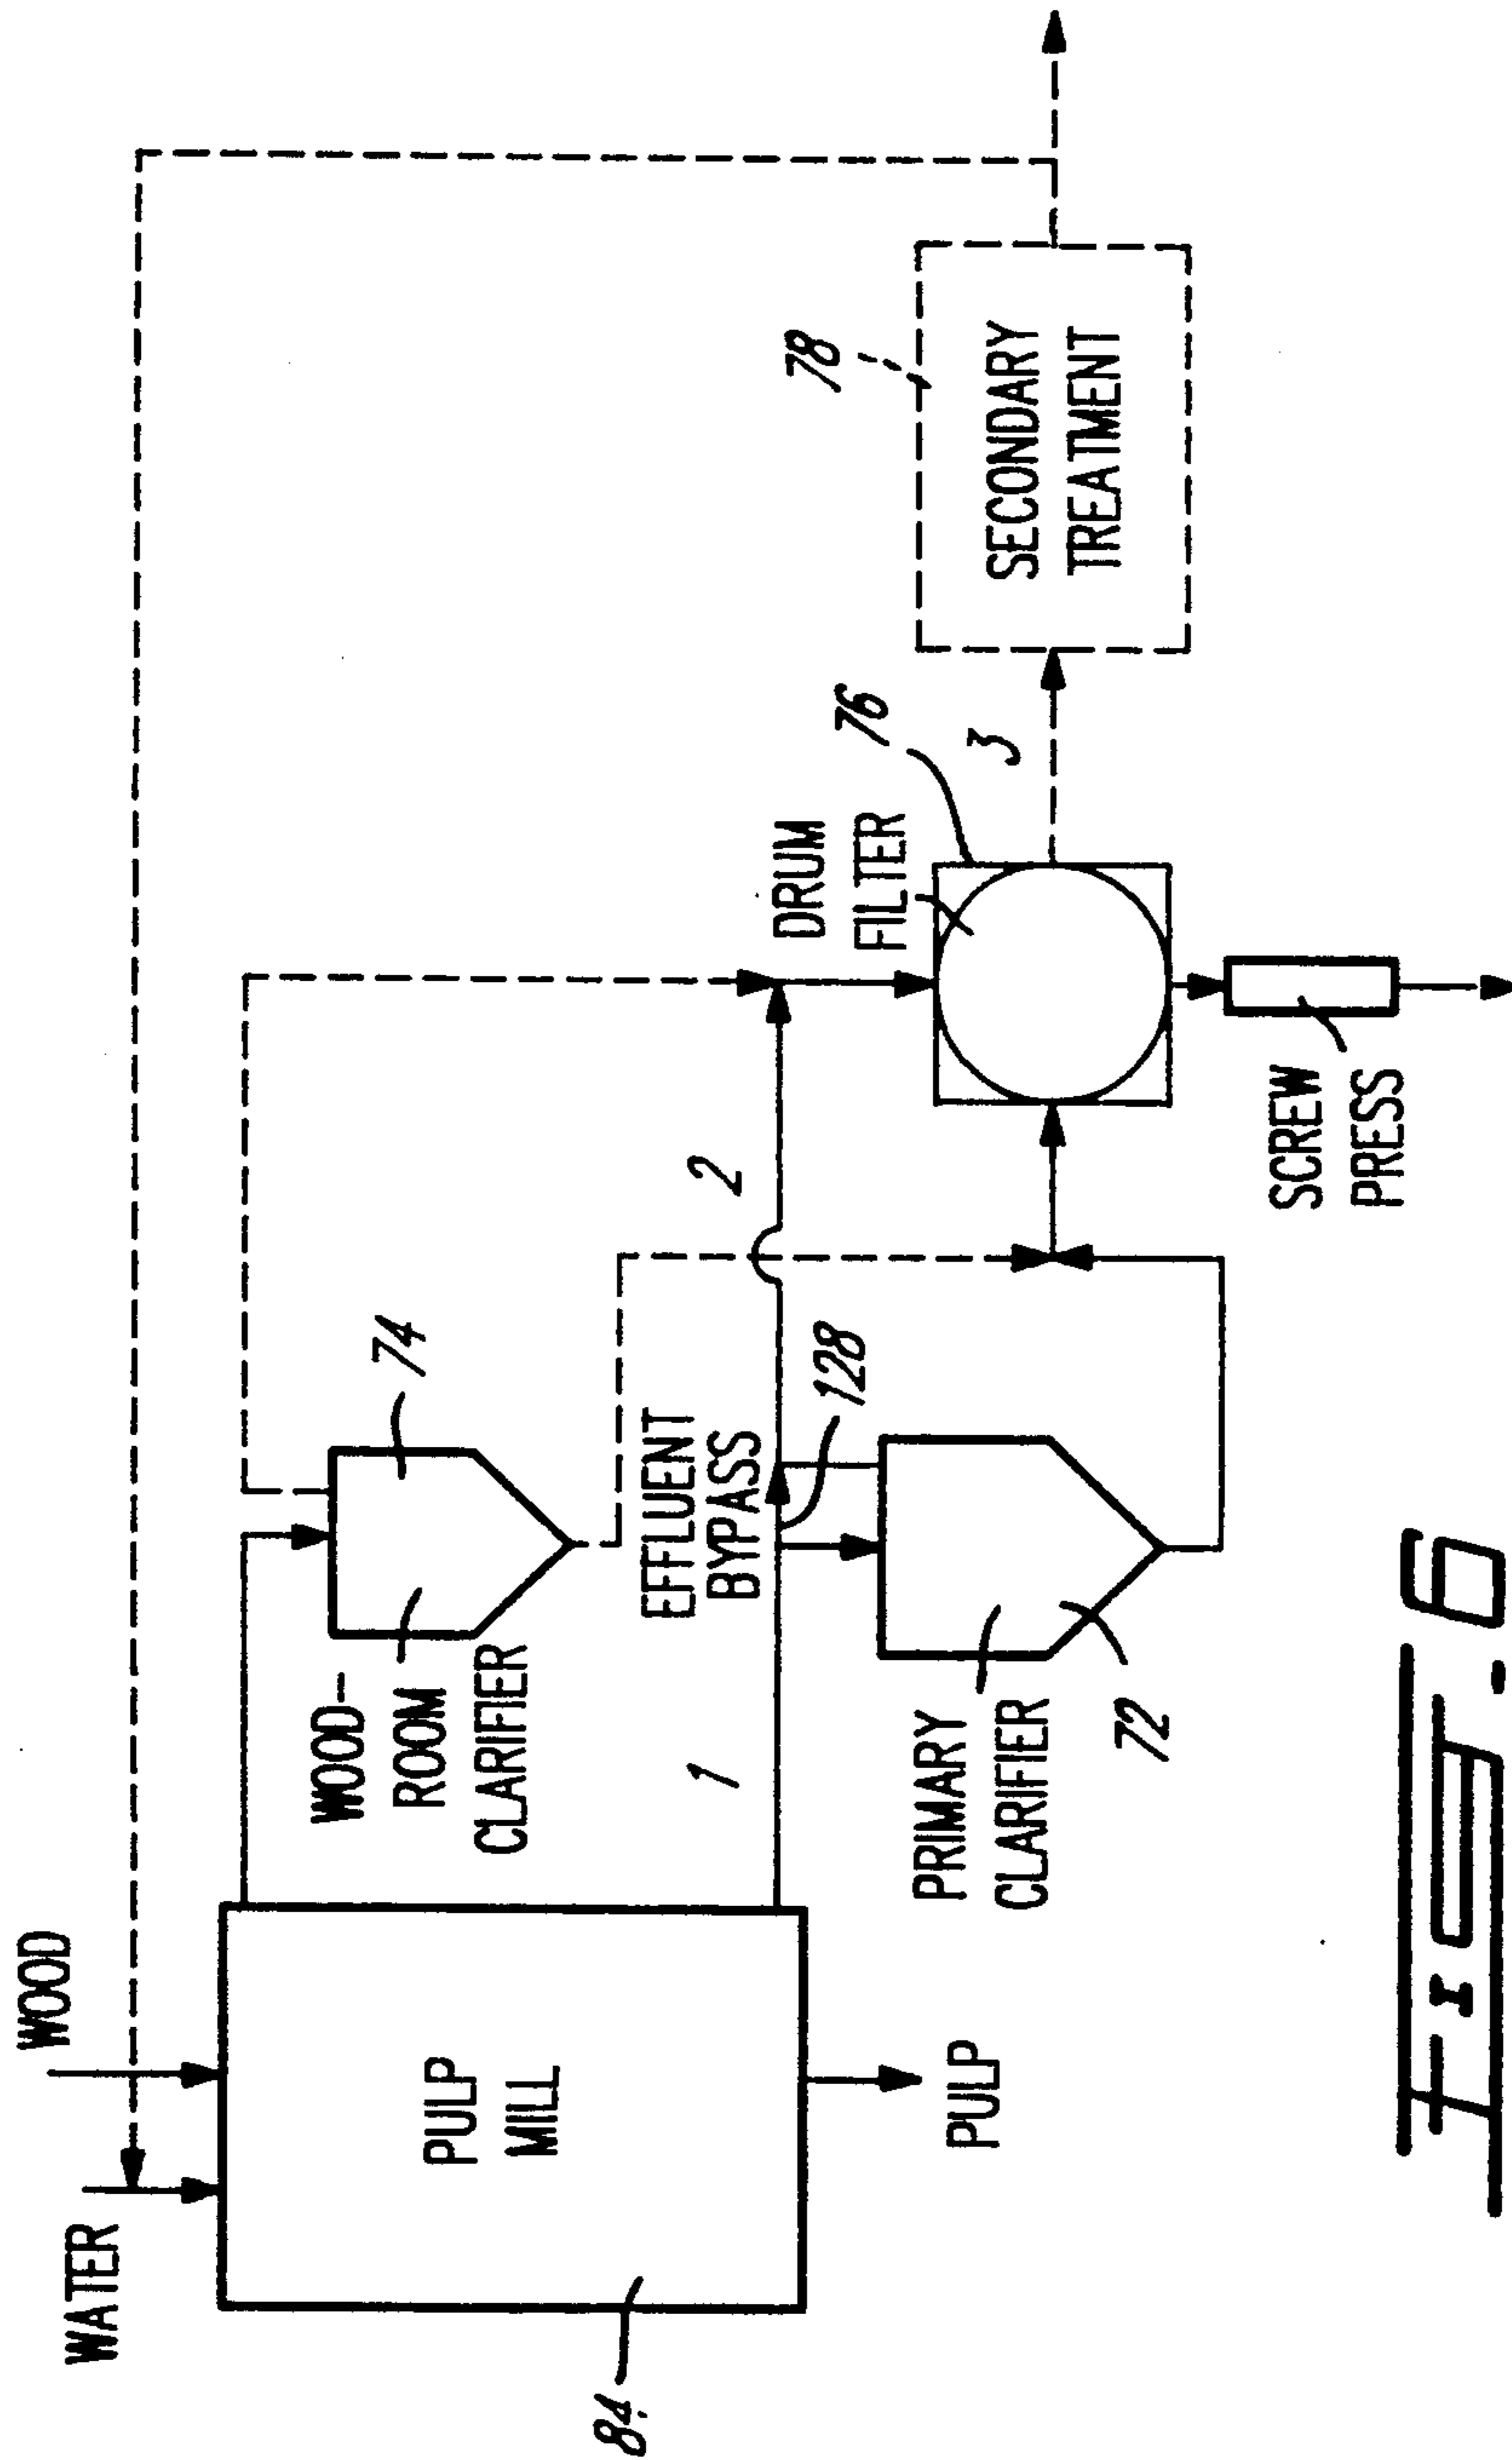 WOOD
WATER
PULP
MILL
84
PULP
WOOD-
ROOM
CLARIFIER
74
1
EFFLUENT
BYPASS
128
2
PRIMARY
CLARIFIER
72
DRUM
FILTER
76
3
SCREW
PRESS
SECONDARY
TREATMENT
78
Fig. 6